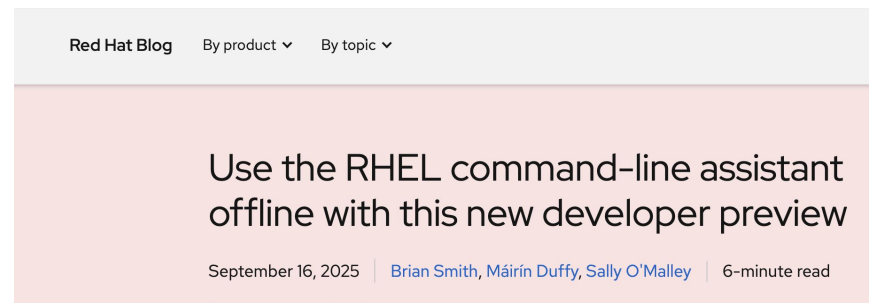 Red Hat Blog By product By topic
Use the RHEL command-line assistant
offline with this new developer preview
September 16, 2025 Brian Smith, Máirín Duffy, Sally O'Malley 6-minute read